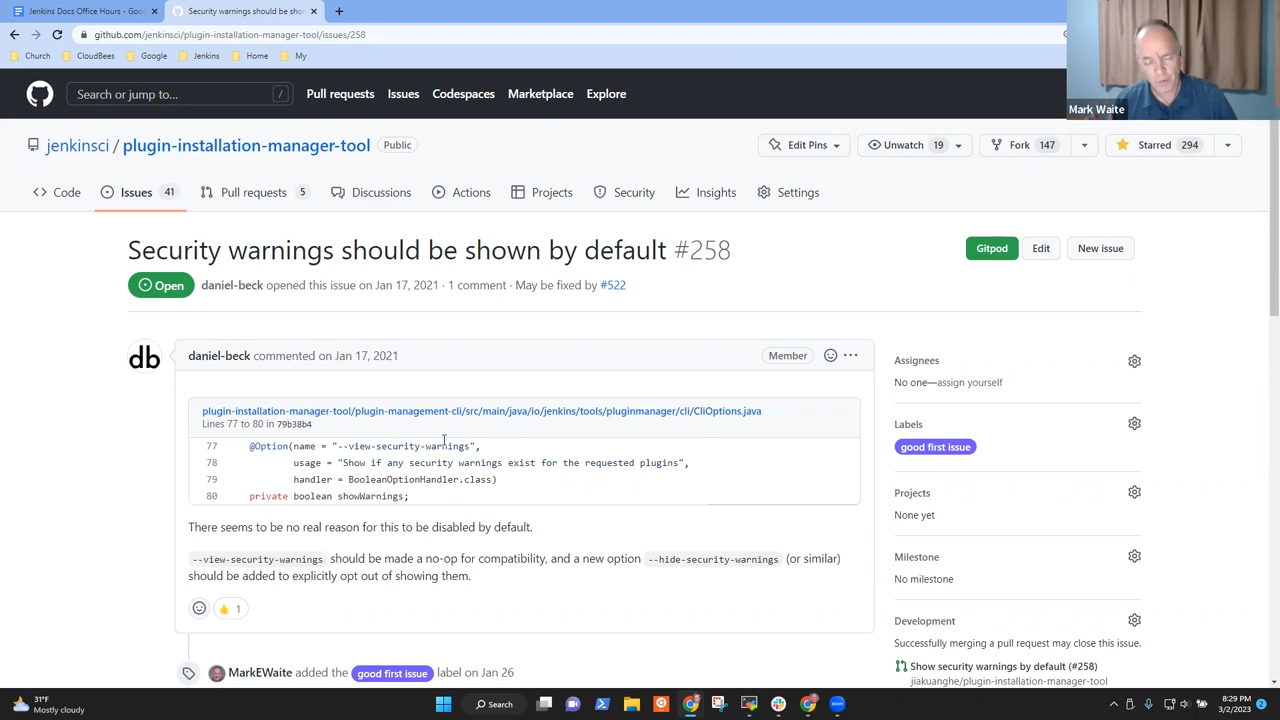 Jenkins Docs Office Hours - Goo
Security warnings should be sho
github.com/jenkinsci/plugin-installation-manager-tool/issues/258
Church
CloudBees
Google
Jenkins
Home
My
Mark Waite
Search or jump to...
/
Pull requests
Issues
Codespaces
Marketplace
Explore
jenkinsci / plugin-installation-manager-tool
Public
Edit Pins
Unwatch 19
Fork 147
Starred 294
Code
Issues 41
Pull requests 5
Discussions
Actions
Projects
Security
Insights
Settings
Security warnings should be shown by default #258
Gitpod
Edit
New issue
Open
daniel-beck opened this issue on Jan 17, 2021 · 1 comment · May be fixed by #522
db
daniel-beck commented on Jan 17, 2021
Member
plugin-installation-manager-tool/plugin-management-cli/src/main/java/io/jenkins/tools/pluginmanager/cli/CliOptions.java
Lines 77 to 80 in 79b38b4
77 @Option(name = "--view-security-warnings",
78 usage = "Show if any security warnings exist for the requested plugins",
79 handler = BooleanOptionHandler.class)
80 private boolean showWarnings;
There seems to be no real reason for this to be disabled by default.
--view-security-warnings should be made a no-op for compatibility, and a new option --hide-security-warnings (or similar)
should be added to explicitly opt out of showing them.
1
MarkEWaite added the good first issue label on Jan 26
Assignees
No one—assign yourself
Labels
good first issue
Projects
None yet
Milestone
No milestone
Development
Successfully merging a pull request may close this issue.
Show security warnings by default (#258)
jiakuanghe/plugin-installation-manager-tool
31°F
Mostly cloudy
Search
8:29 PM
3/2/2023
2